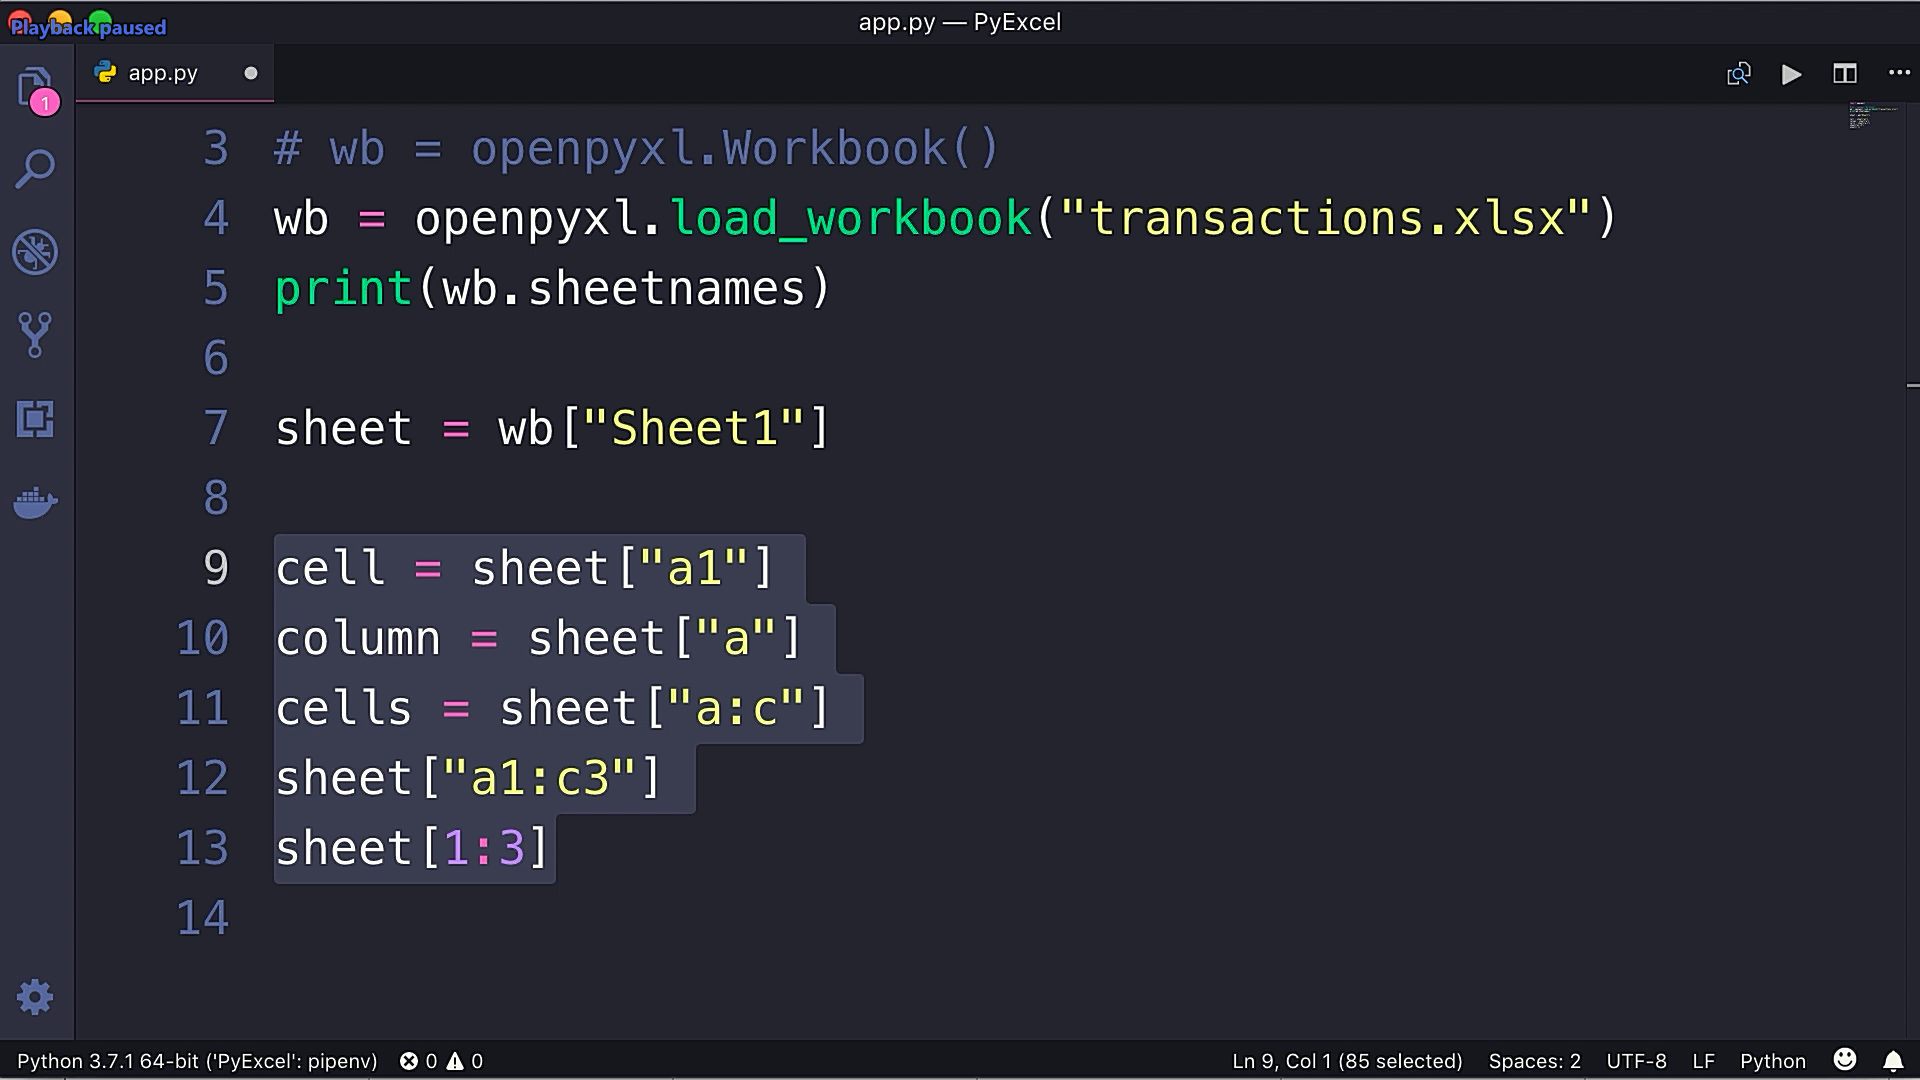 Playback paused
app.py — PyExcel
app.py
1
3 # wb = openpyxl.Workbook()
4 wb = openpyxl.load_workbook("transactions.xlsx")
5 print(wb.sheetnames)
6
7 sheet = wb["Sheet1"]
8
9 cell = sheet["a1"]
10 column = sheet["a"]
11 cells = sheet["a:c"]
12 sheet["a1:c3"]
13 sheet[1:3]
14
Python 3.7.1 64-bit ('PyExcel': pipenv) 0 0 Ln 9, Col 1 (85 selected) Spaces: 2 UTF-8 LF Python